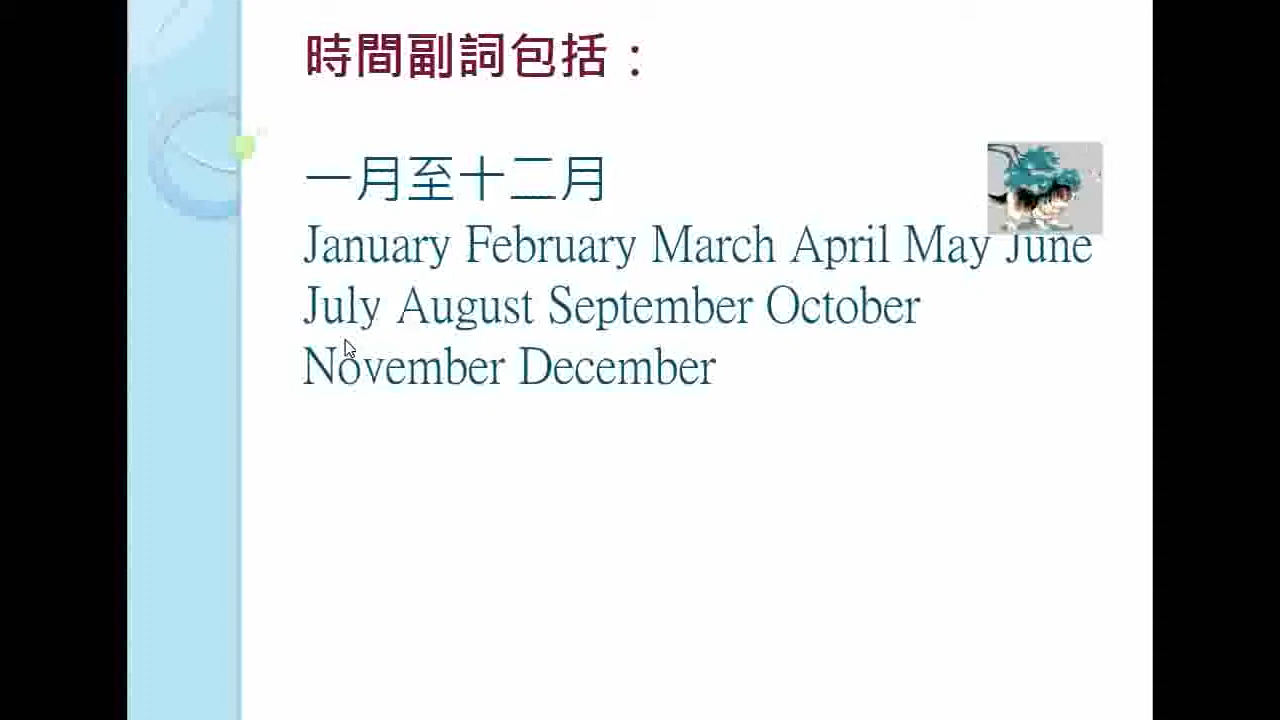 時間副詞包括：
一月至十二月
January February March April May June
July August September October
November December